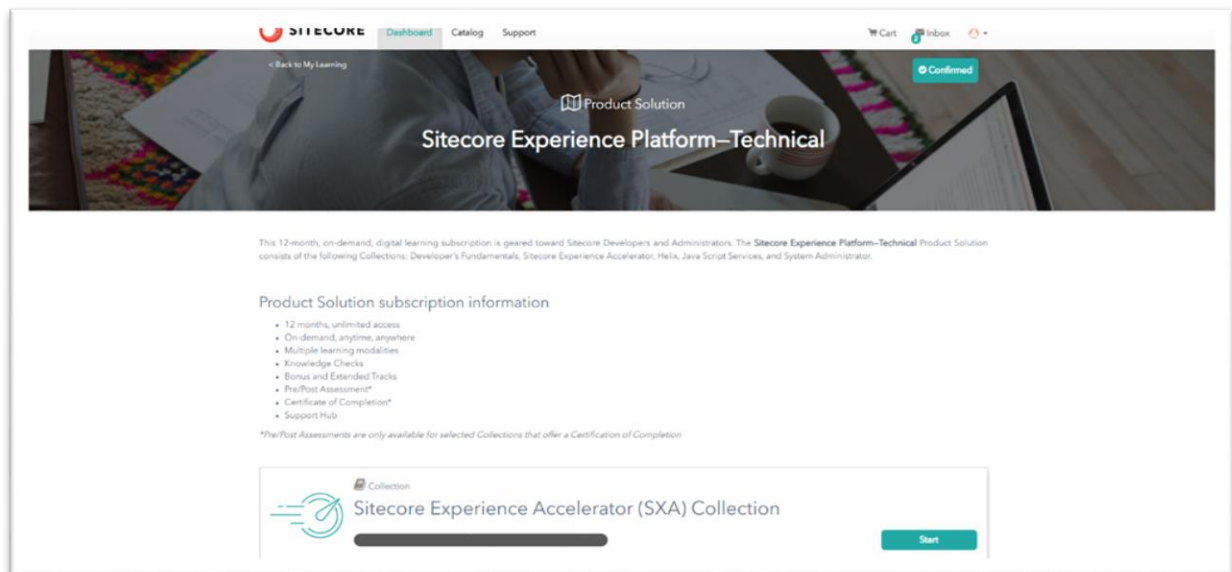 SITECORE Dashboard Catalog Support Cart 2 Inbox
< Back to My Learning
Confirmed
Product Solution
Sitecore Experience Platform—Technical
This 12-month, on-demand, digital learning subscription is geared toward Sitecore Developers and Administrators. The Sitecore Experience Platform—Technical Product Solution
consists of the following Collections: Developer's Fundamentals, Sitecore Experience Accelerator, Helix, Java Script Services, and System Administrator.
Product Solution subscription information
• 12 months, unlimited access
• On-demand, anytime, anywhere
• Multiple learning modalities
• Knowledge Checks
• Bonus and Extended Tracks
• Pre/Post Assessment*
• Certificate of Completion*
• Support Hub
*Pre/Post Assessments are only available for selected Collections that offer a Certification of Completion
Collection
Sitecore Experience Accelerator (SXA) Collection
Start